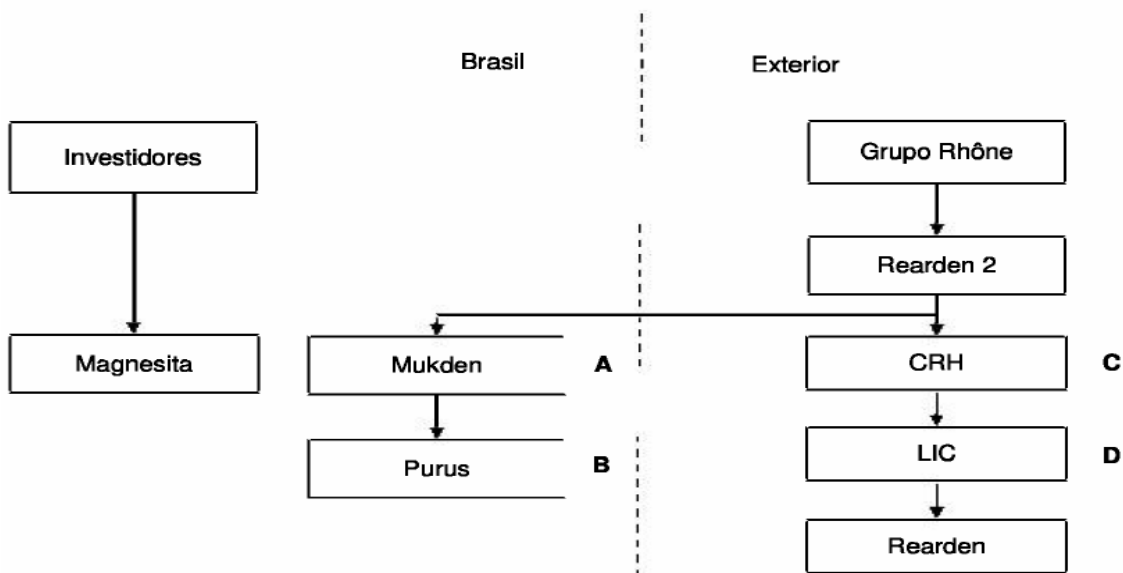 Brasil
Exterior
Investidores
Grupo Rhône
Rearden 2
Magnesita
Mukden
A
CRH
C
Purus
B
LIC
D
Rearden